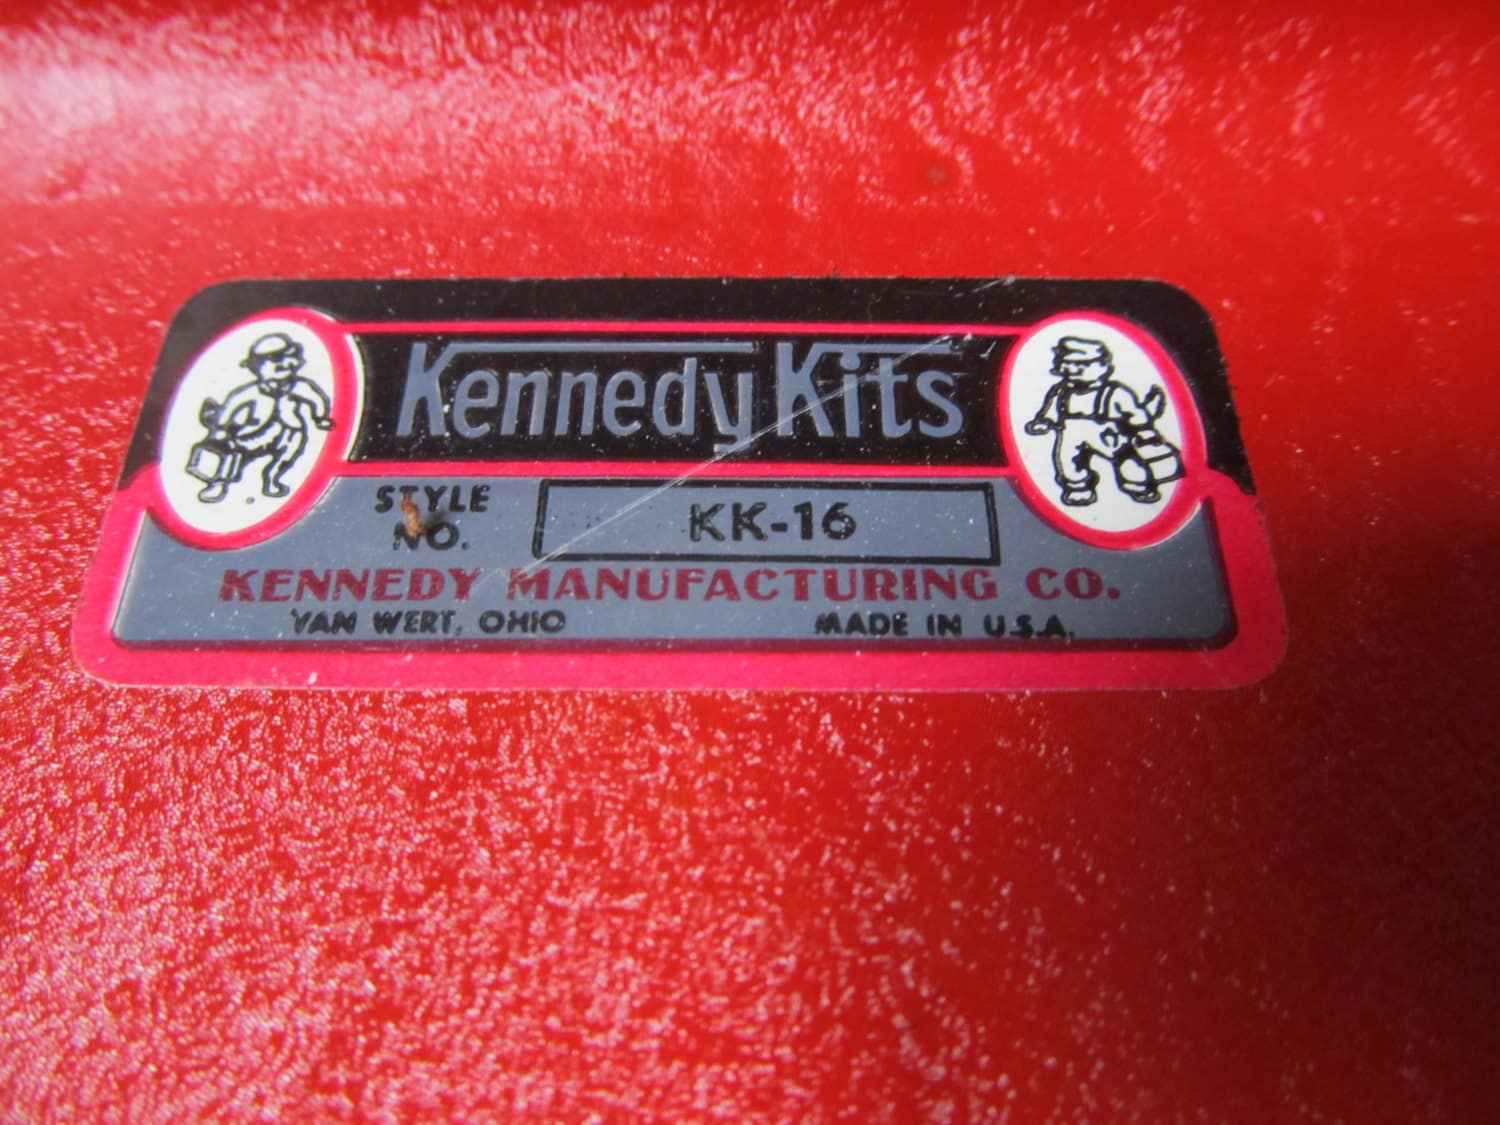 Kennedy Kits
STYLE NO.
KK-16
KENNEDY MANUFACTURING CO.
VAN WERT, OHIO MADE IN U.S.A.